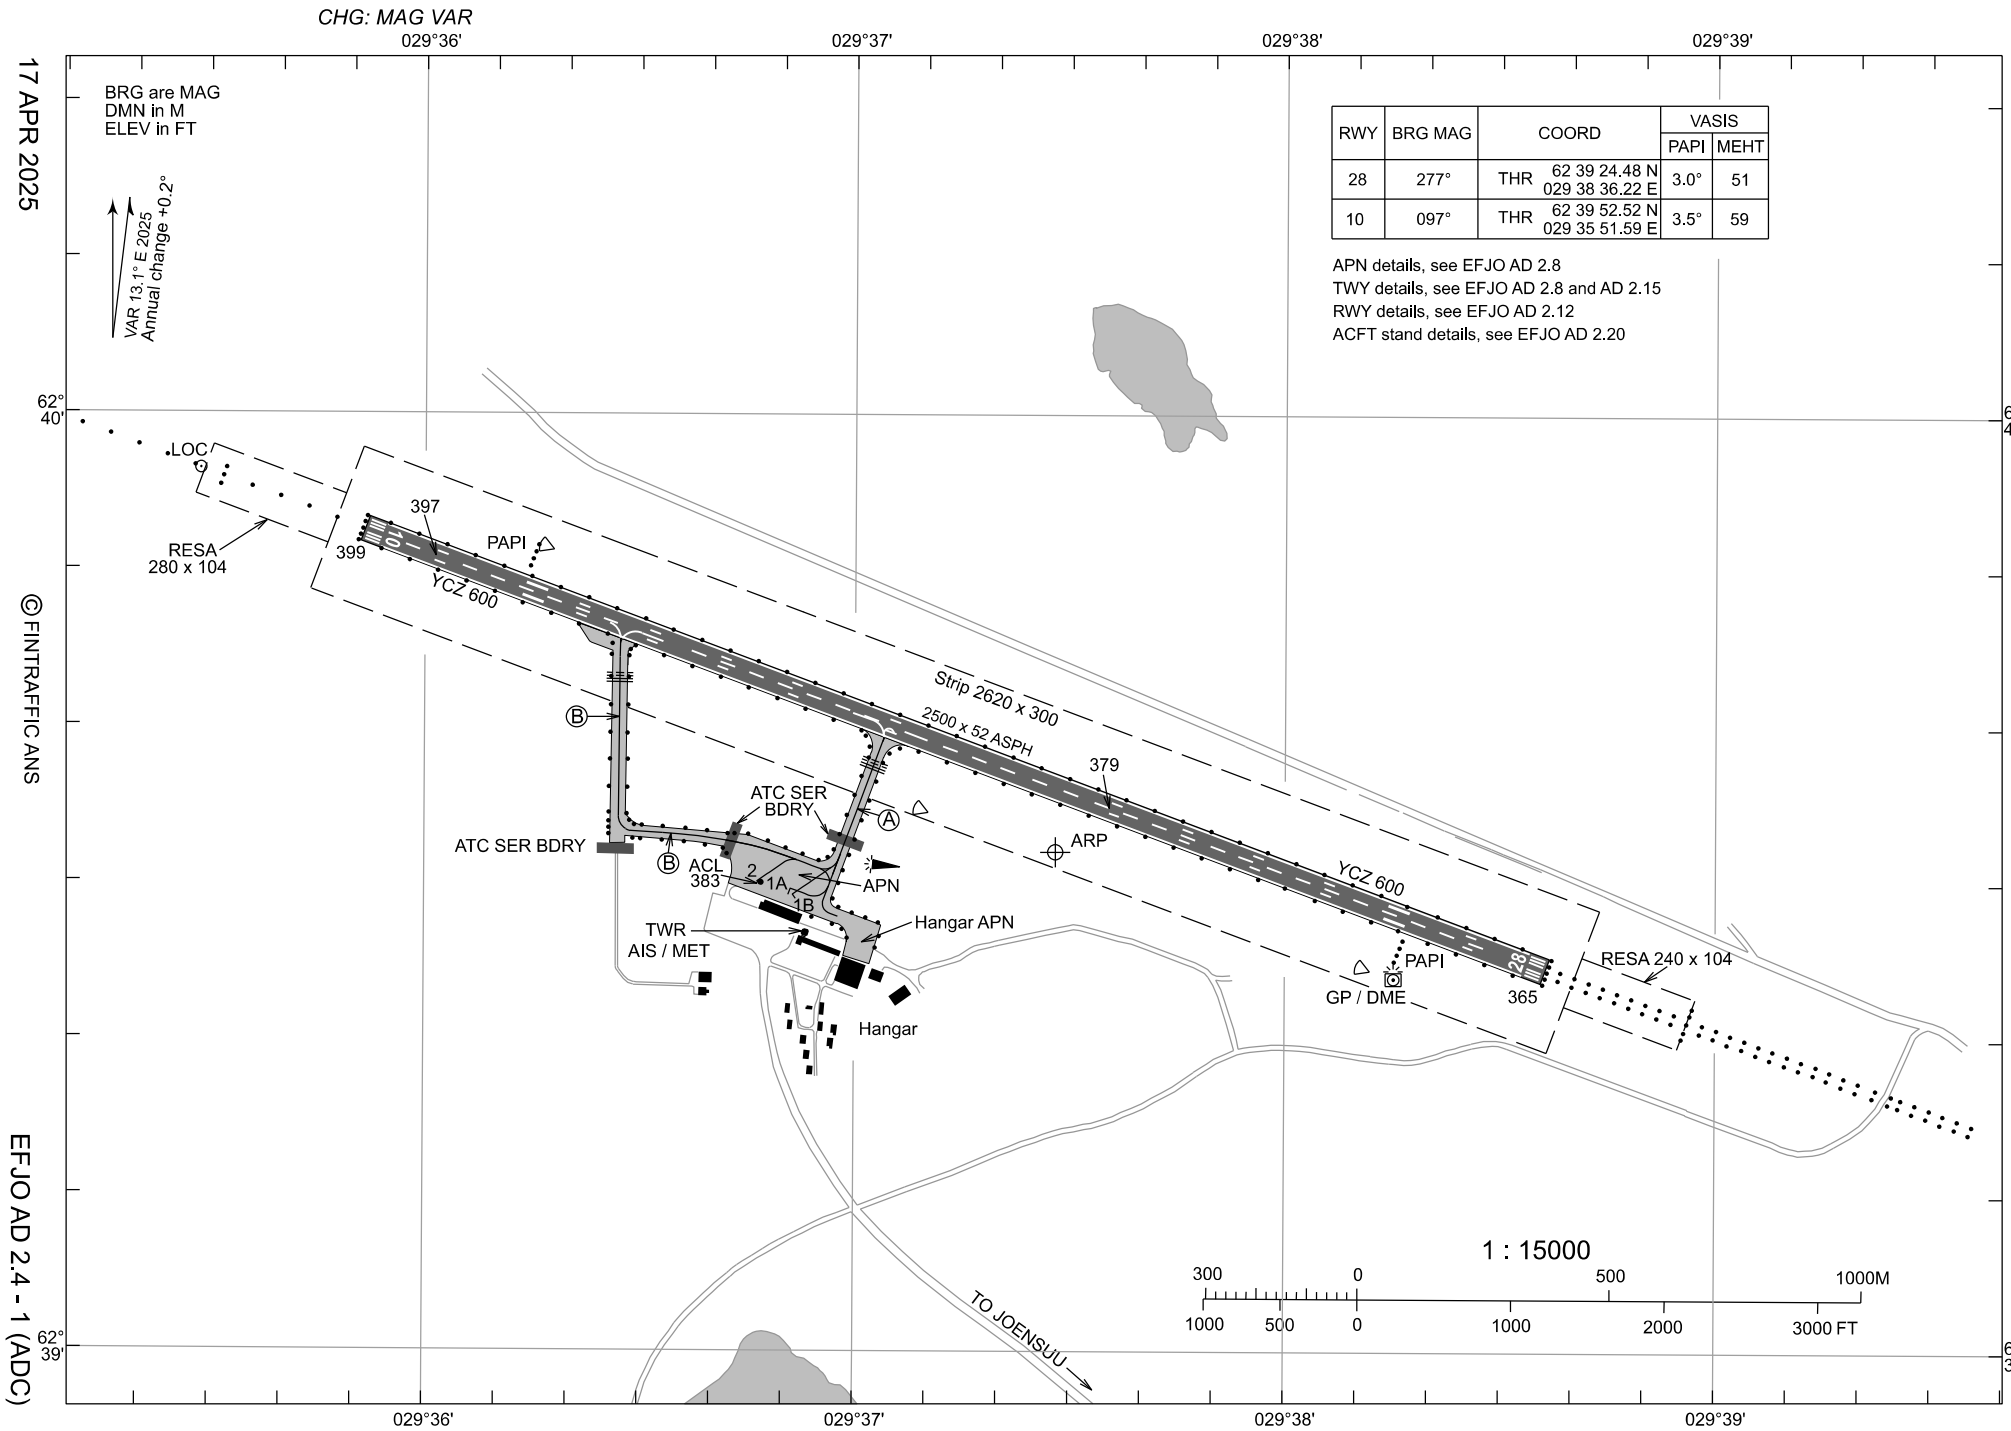 CHG: MAG VAR
029°36'
029°37'
029°38'
029°39'
17 APR 2025
© FINTRAFFIC ANS
EFJO AD 2.4 - 1 (ADC)
BRG are MAG
DMN in M
ELEV in FT
VAR 13.1° E 2025
Annual change +0.2°
RWY BRG MAG COORD VASIS
PAPI MEHT
28 277° THR 62 39 24.48 N 3.0° 51
029 38 36.22 E
10 097° THR 62 39 52.52 N 3.5° 59
029 35 51.59 E
APN details, see EFJO AD 2.8
TWY details, see EFJO AD 2.8 and AD 2.15
RWY details, see EFJO AD 2.12
ACFT stand details, see EFJO AD 2.20
62°
40'
6
4
LOC
RESA
280 x 104
399
397
10
PAPI
YCZ 600
Strip 2620 x 300
2500 x 52 ASPH
379
B
ATC SER
BDRY
A
ARP
ATC SER BDRY
B
ACL
383
2
1A
1B
APN
YCZ 600
TWR
AIS / MET
Hangar APN
28
RESA 240 x 104
PAPI
GP / DME
365
Hangar
1 : 15000
300 0 500 1000M
1000 500 0 1000 2000 3000 FT
TO JOENSUU
62°
39'
6
3
029°36'
029°37'
029°38'
029°39'